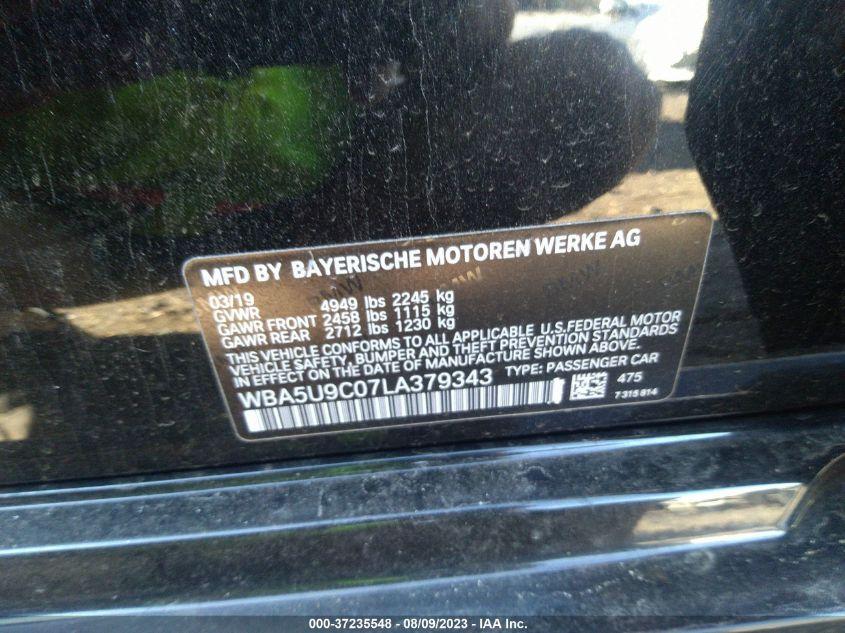 MFD BY BAYERISCHE MOTOREN WERKE AG
03/19
GVWR 4949 lbs 2245 kg
GAWR FRONT 2458 lbs 1115 kg
GAWR REAR 2712 lbs 1230 kg
THIS VEHICLE CONFORMS TO ALL APPLICABLE U.S.FEDERAL MOTOR
VEHICLE SAFETY, BUMPER AND THEFT PREVENTION STANDARDS
IN EFFECT ON THE DATE OF MANUFACTURE SHOWN ABOVE.
WBA5U9C07LA379343 TYPE: PASSENGER CAR
475
7315814
000-37235548 - 08/09/2023 - IAA Inc.